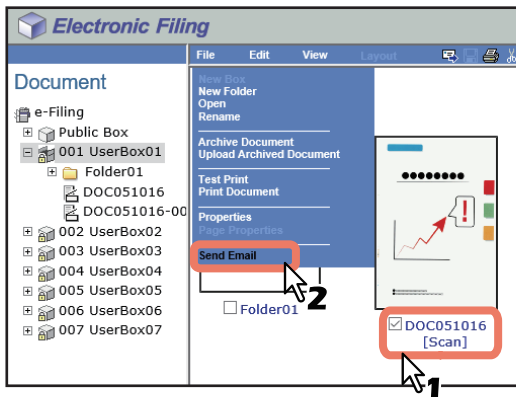 Electronic Filing
File Edit View Layout
Document
e-Filing
Public Box
001 UserBox01
Folder01
DOC051016
DOC051016-00
002 UserBox02
003 UserBox03
004 UserBox04
005 UserBox05
006 UserBox06
007 UserBox07
New Box
New Folder
Open
Rename
Archive Document
Upload Archived Document
Test Print
Print Document
Properties
Page Properties
Send Email
2
Folder01
!
DOC051016
[Scan]
1